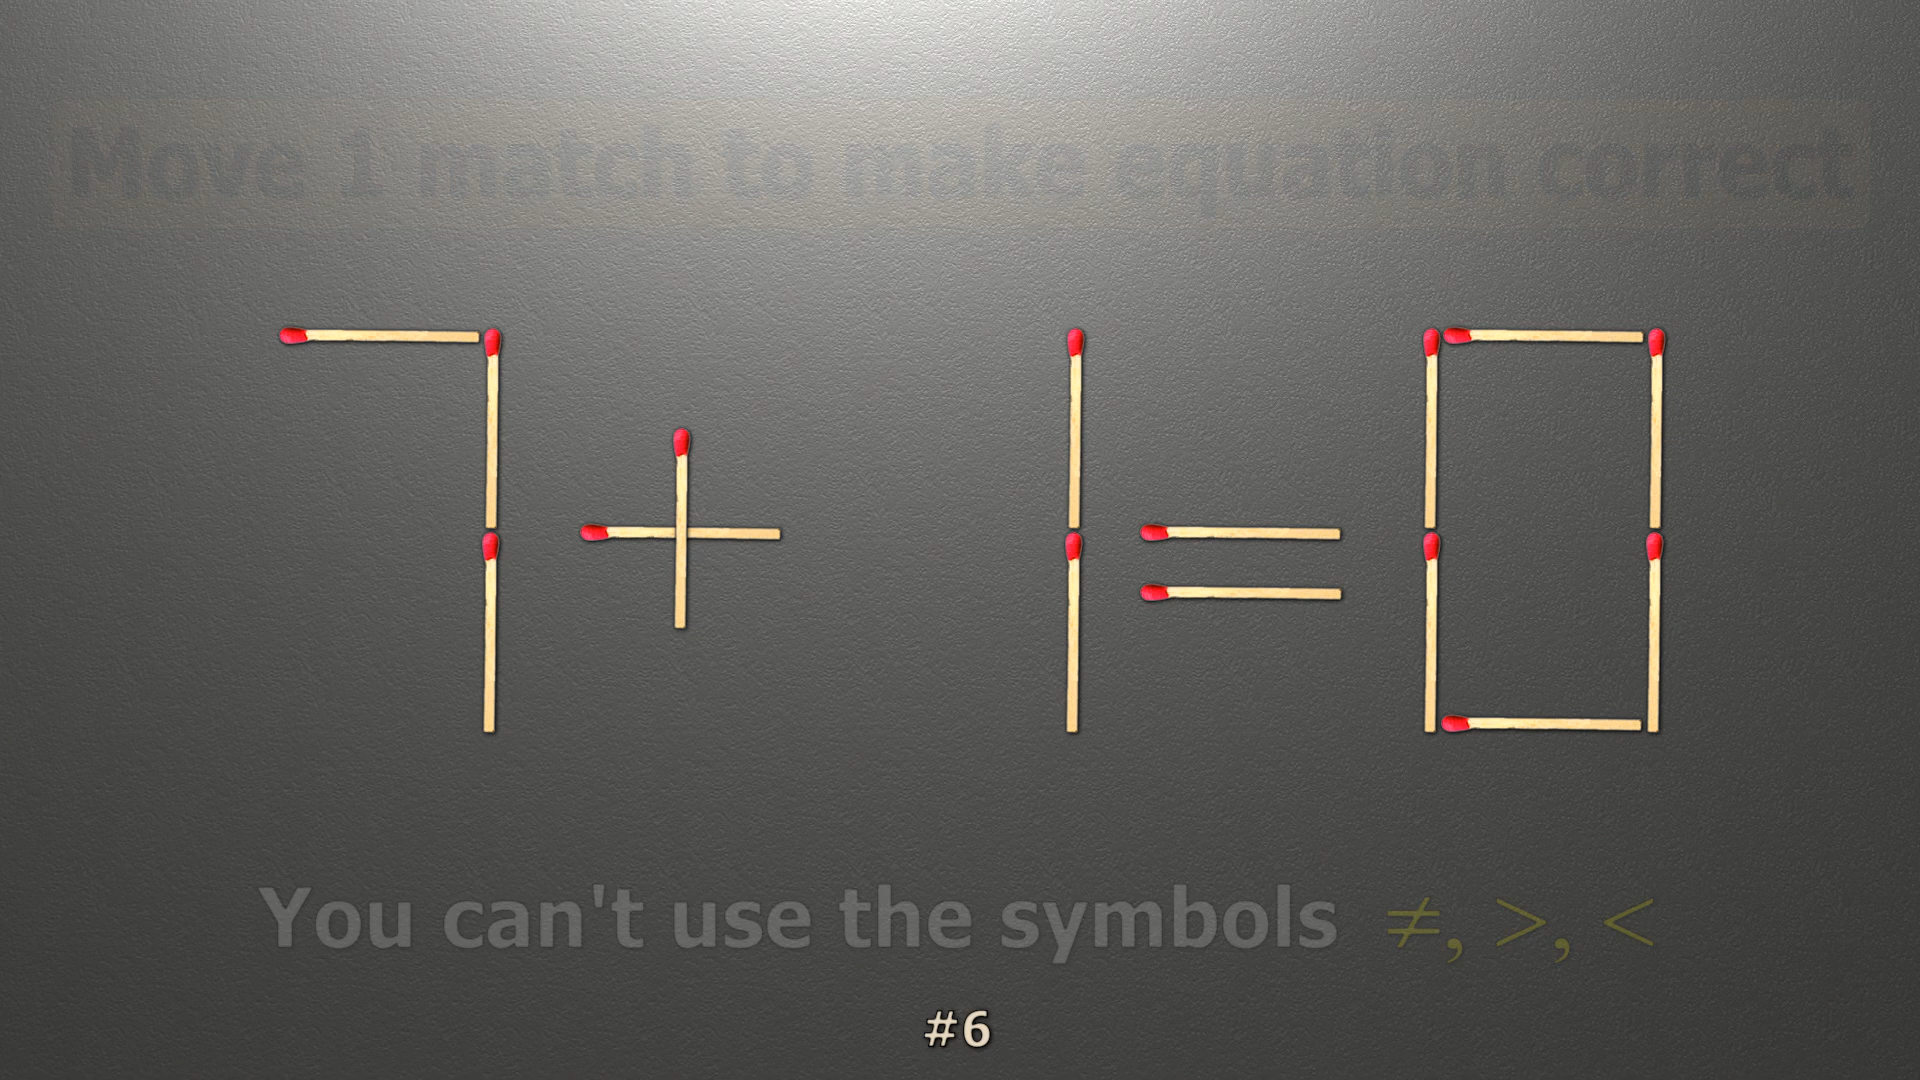 Move 1 match to make equation correct
7 + 1 = 0
You can't use the symbols ≠, >, <
#6